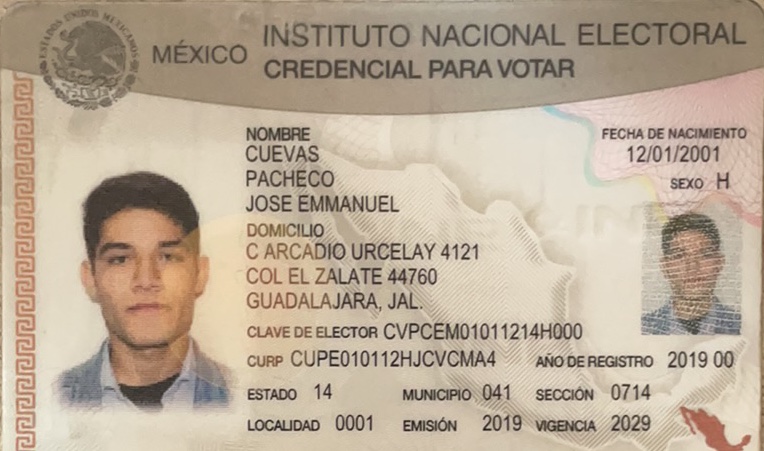 ESTADOS UNIDOS MEXICANOS
MÉXICO INSTITUTO NACIONAL ELECTORAL
CREDENCIAL PARA VOTAR
NOMBRE FECHA DE NACIMIENTO
CUEVAS 12/01/2001
PACHECO SEXO H
JOSE EMMANUEL
DOMICILIO
C ARCADIO URCELAY 4121
COL EL ZALATE 44760
GUADALAJARA, JAL.
CLAVE DE ELECTOR CVPCEM01011214H000
CURP CUPE010112HJCVCMA4 AÑO DE REGISTRO 2019 00
ESTADO 14 MUNICIPIO 041 SECCIÓN 0714
LOCALIDAD 0001 EMISIÓN 2019 VIGENCIA 2029